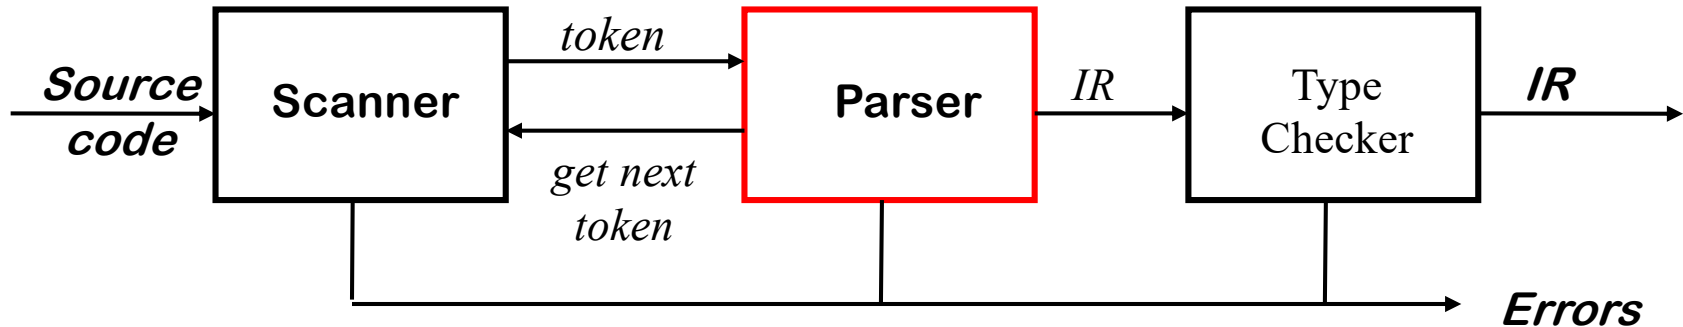 Source
code
Scanner
token
get next
token
Parser
IR
Type
Checker
IR
Errors